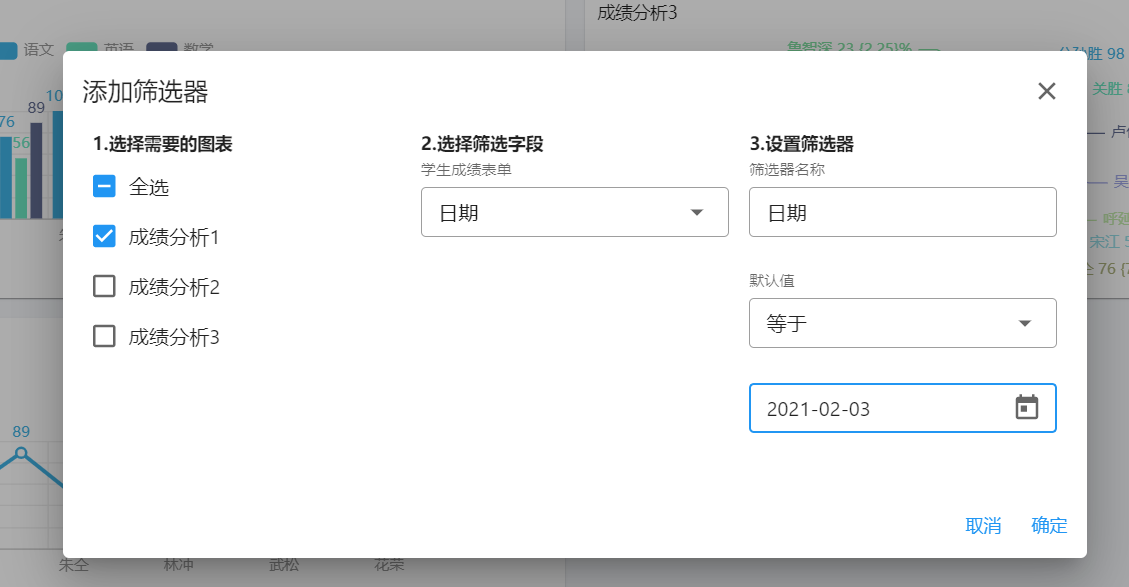 成绩分析3
语文 英语 数学
鲁智深 23 {2.25}%
胜 98
关胜
10
89
76
56
添加筛选器
1.选择需要的图表
全选
成绩分析1
成绩分析2
成绩分析3
2.选择筛选字段
学生成绩表单
日期
3.设置筛选器
筛选器名称
日期
默认值
等于
2021-02-03
取消 确定
吴
呼延
宋江
76
89
朱仝 林冲 武松 花荣